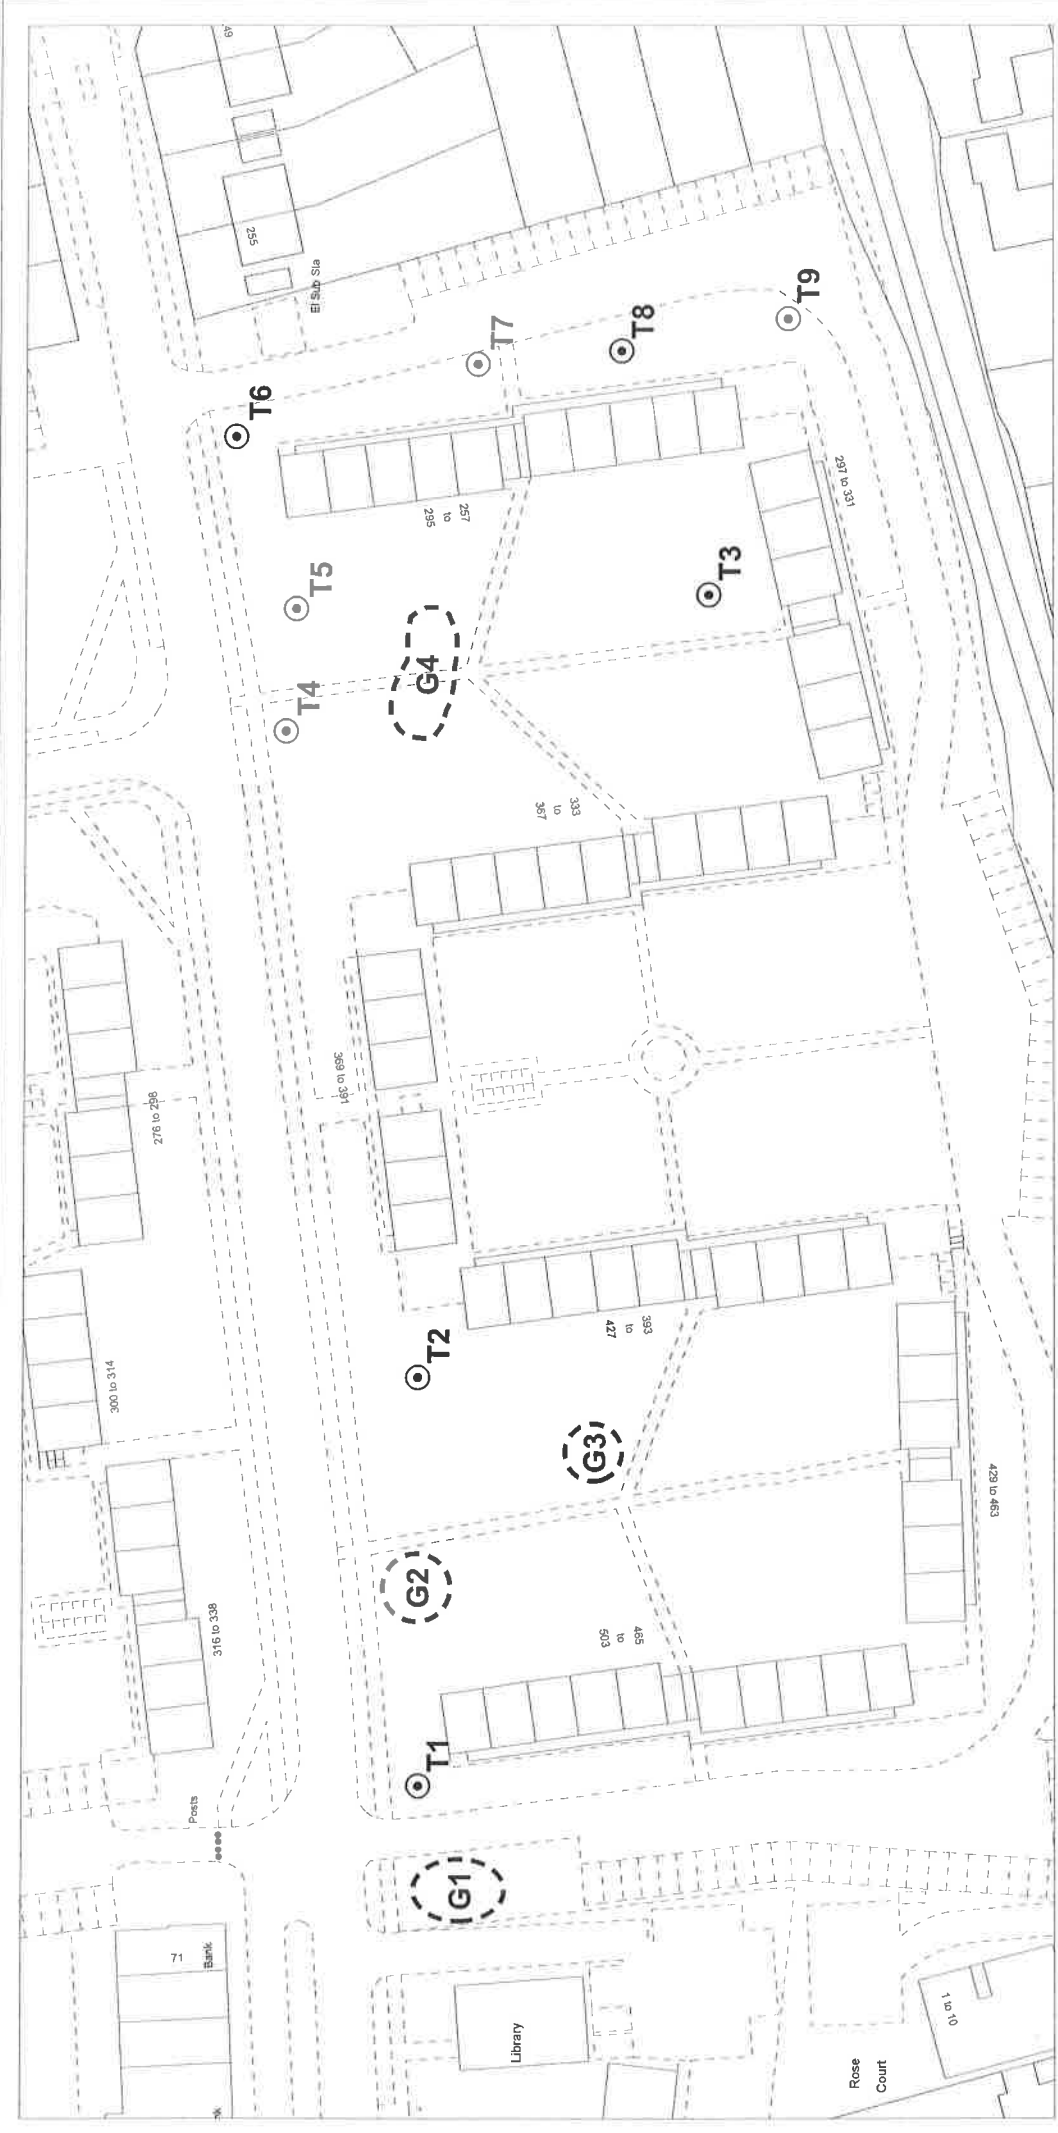 49
255
El Sub Sta
T6
T7
T8
T9
257
to
295
297 to 331
T5
T4
G4
T3
333
to
367
276 to 298
369 to 391
300 to 314
T2
393
to
427
G3
429 to 463
G2
316 to 338
465
to
503
T1
Posts
G1
71
Bank
Library
1 to 10
Rose
Court